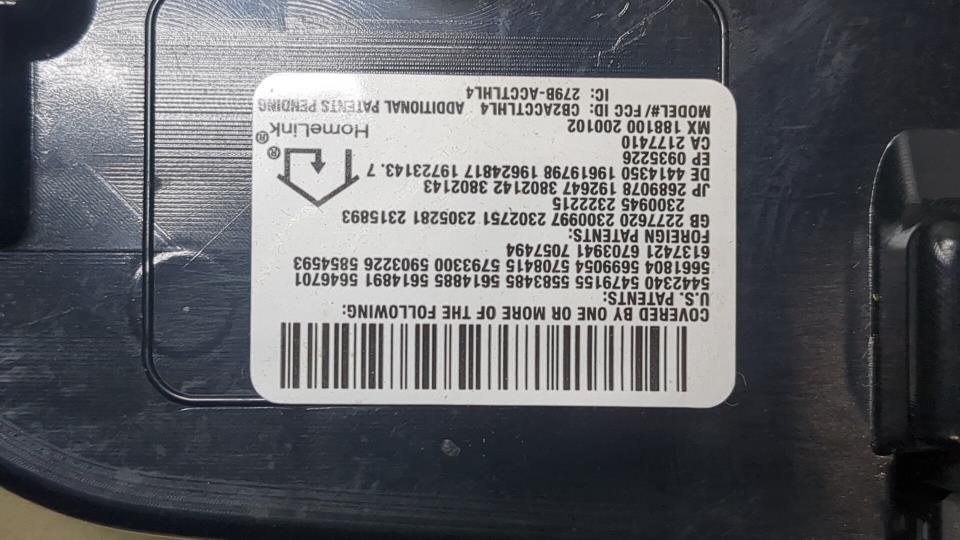 COVERED BY ONE OR MORE OF THE FOLLOWING:
U.S. PATENTS:
5442340 5479155 5583485 5614885 5614891 5646701
5661804 5699054 5708415 5793300 5903226 5854593
6137421 6703941 7057494
FOREIGN PATENTS:
GB 2277620 2300997 2302751 2305281 2315893
2300945 2322215
JP 2689078 192647 3802142 3802143
DE 4414350 19619798 19624817 19723143.7
EP 0935226
CA 2177410
MX 188100 200102
MODEL#/FCC ID: CB2ACCTLHL4 ADDITIONAL PATENTS PENDING
IC: 279B-ACCTLHL4
®
HomeLink®